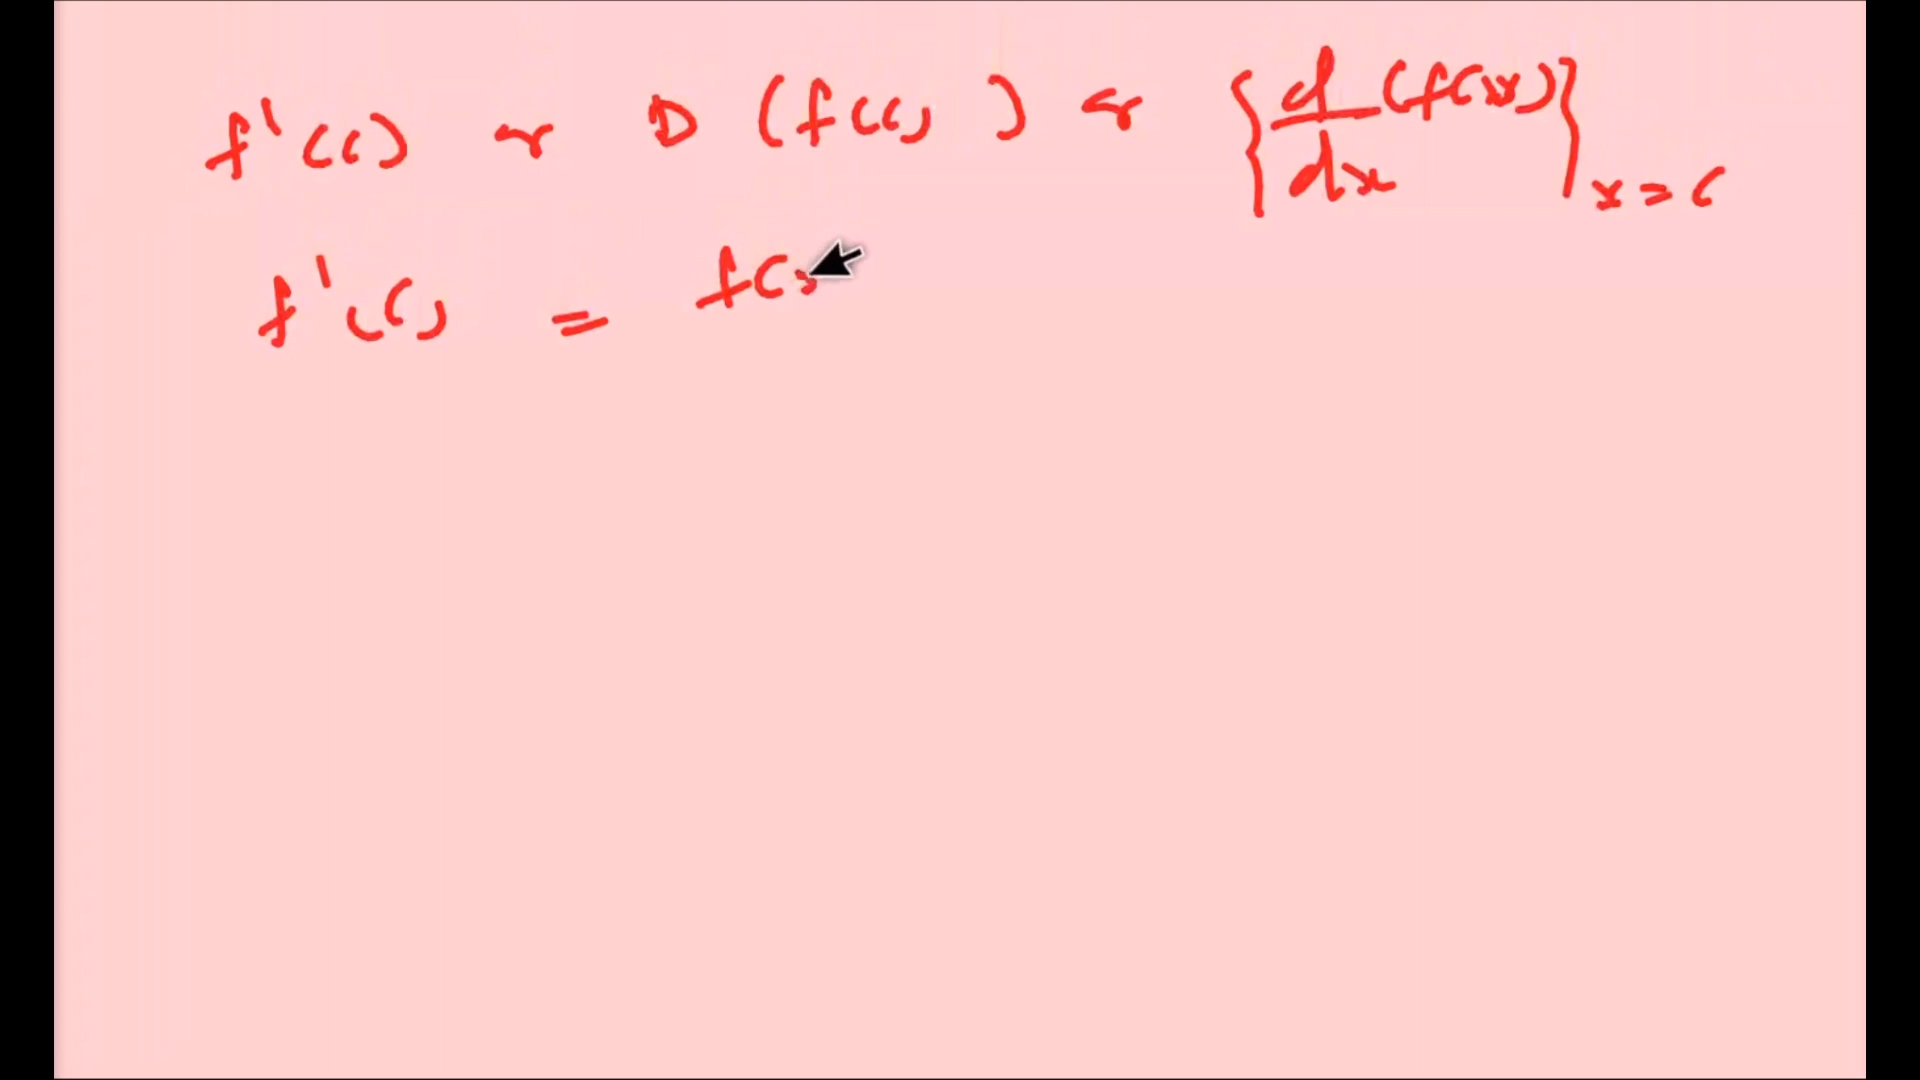 f'(c) or D (f(c)) or {d/dx (f(x)}x=c
f'(c) = f(x